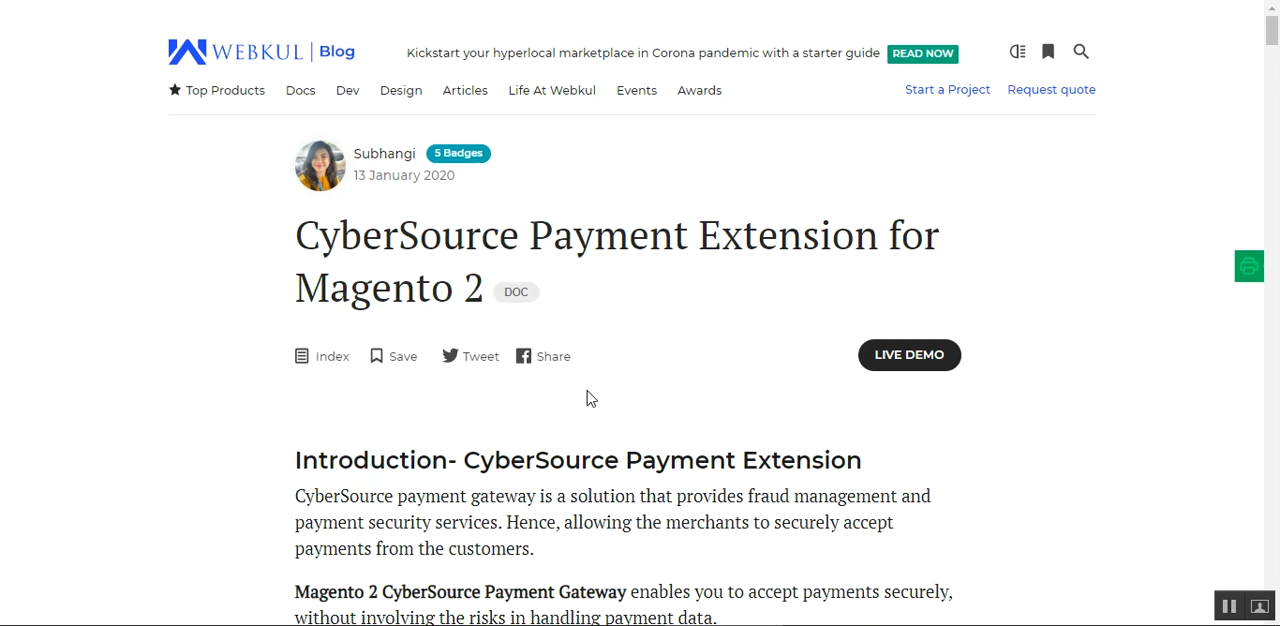 WEBKUL | Blog
Kickstart your hyperlocal marketplace in Corona pandemic with a starter guide READ NOW
Top Products Docs Dev Design Articles Life At Webkul Events Awards Start a Project Request quote
Subhangi 5 Badges
13 January 2020
CyberSource Payment Extension for
Magento 2 DOC
Index Save Tweet Share LIVE DEMO
Introduction- CyberSource Payment Extension
CyberSource payment gateway is a solution that provides fraud management and
payment security services. Hence, allowing the merchants to securely accept
payments from the customers.
Magento 2 CyberSource Payment Gateway enables you to accept payments securely,
without involving the risks in handling payment data.